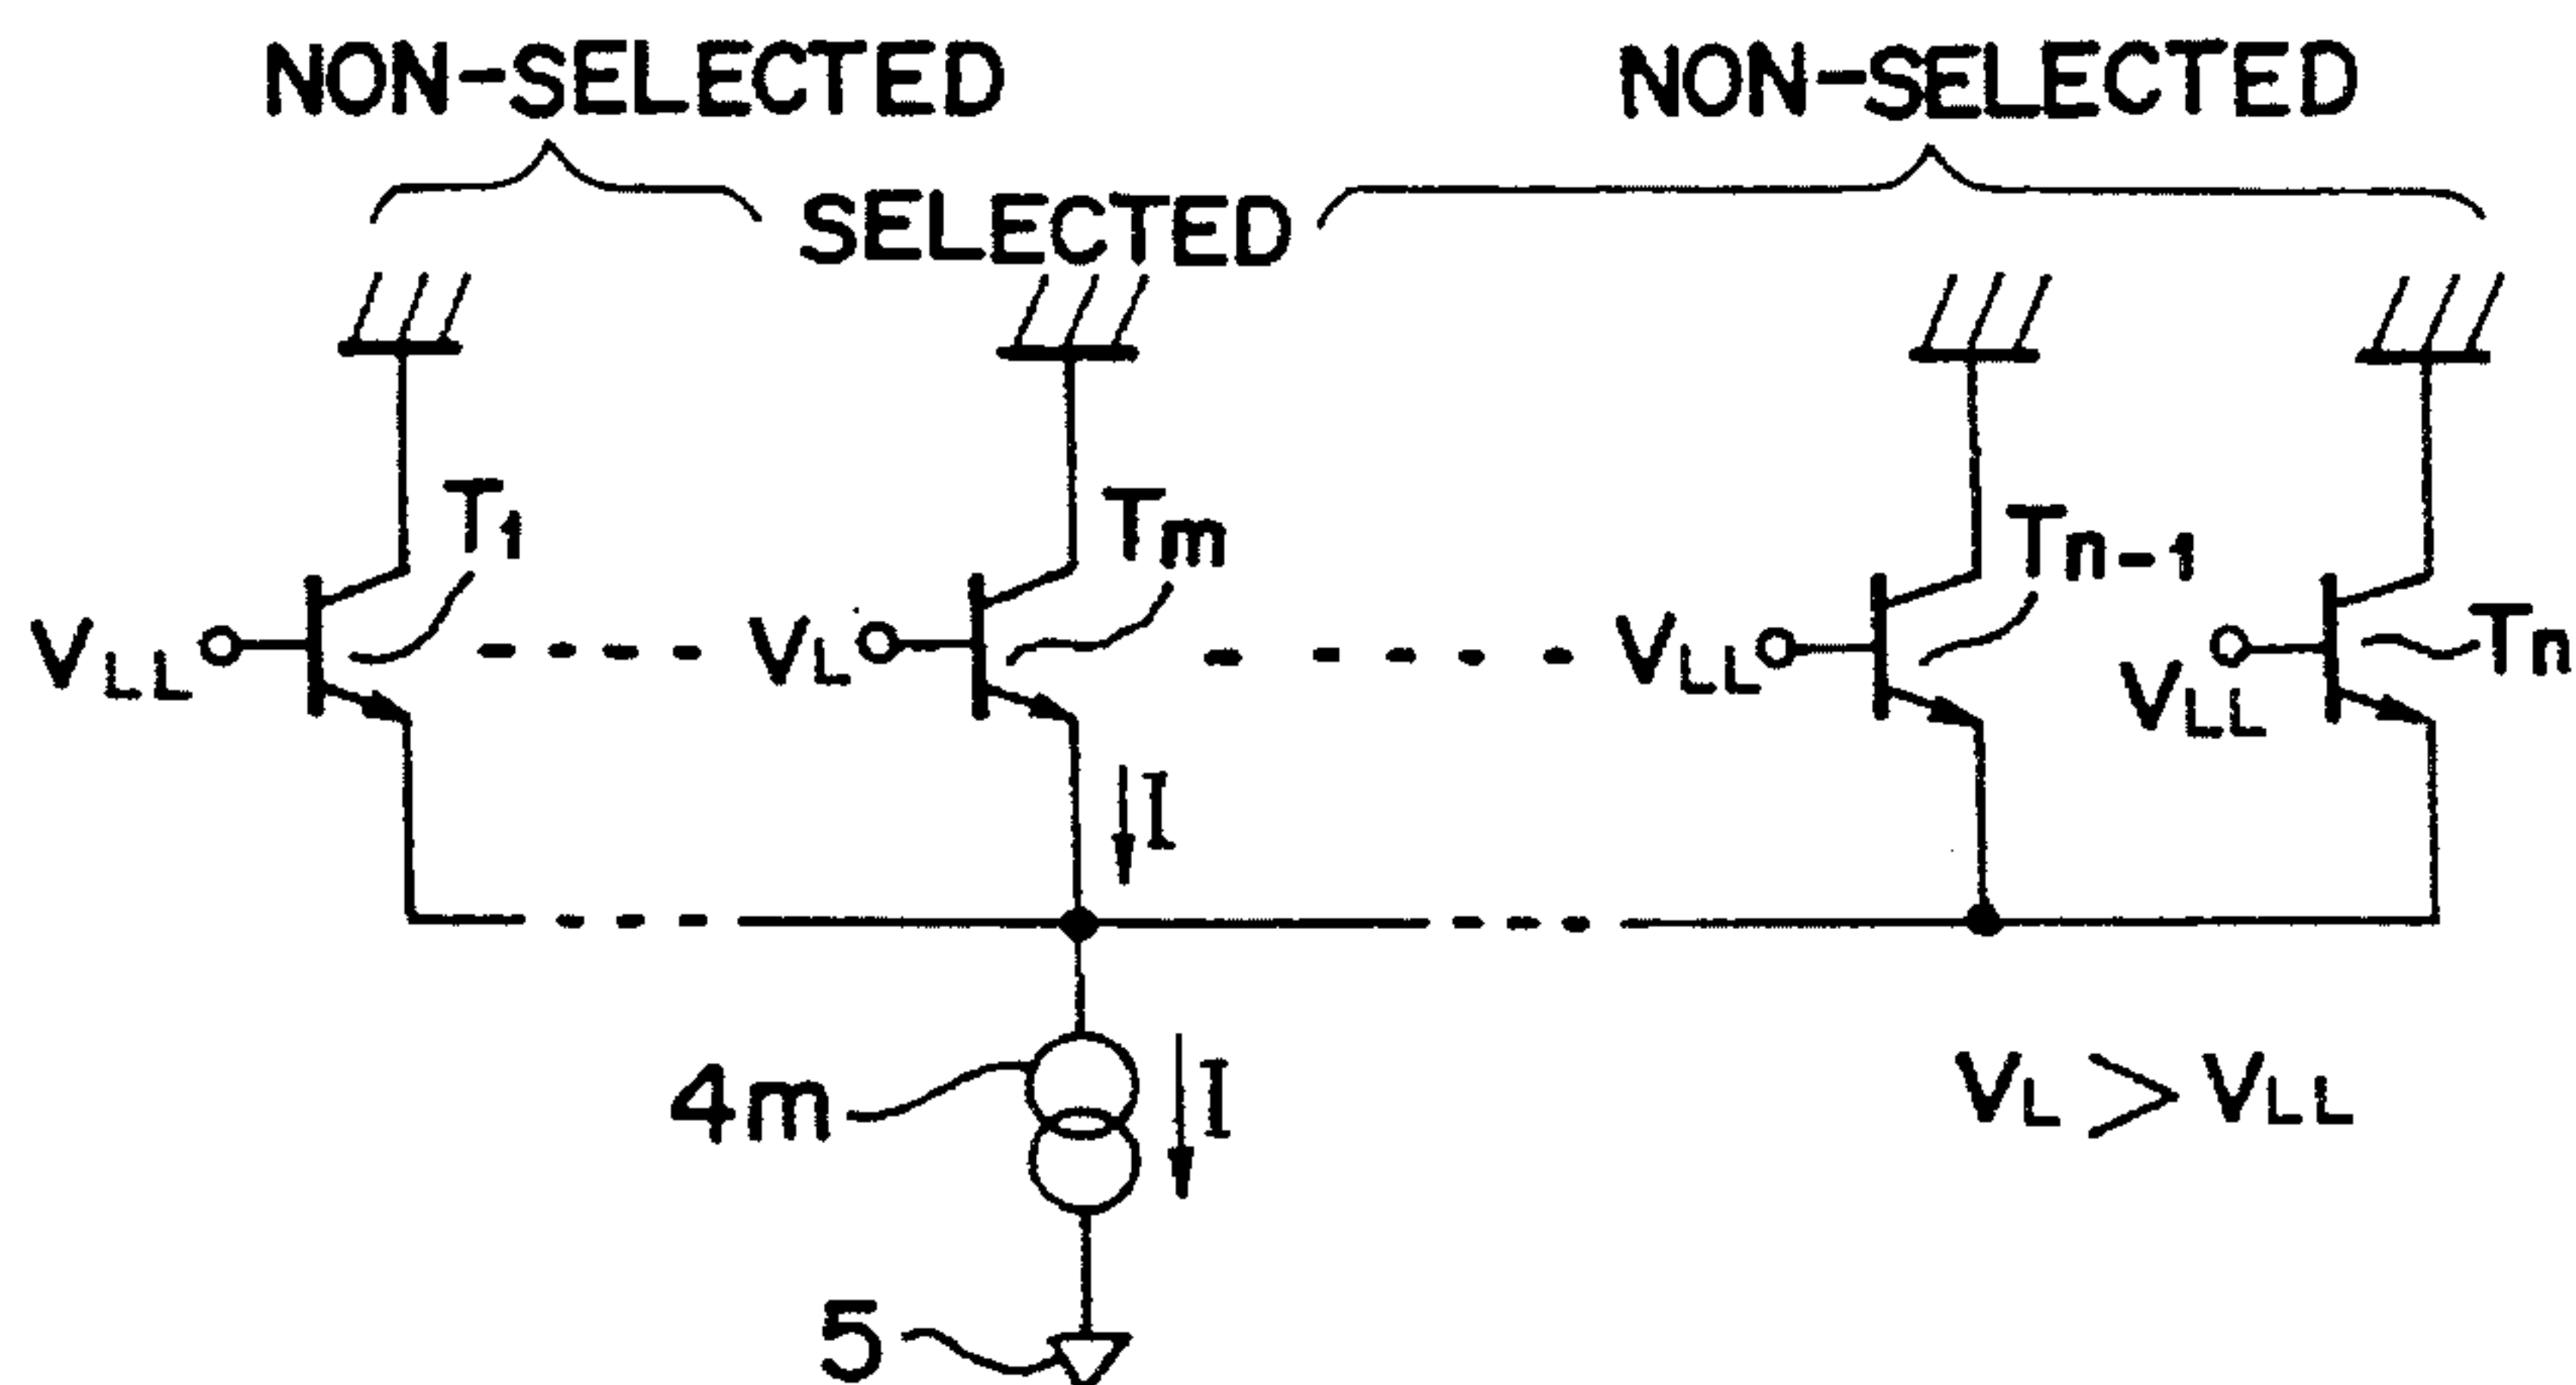 NON-SELECTED NON-SELECTED
SELECTED
T1 Tm Tn-1
VLL VL VLL VLL Tn
I
4m I VL > VLL
5